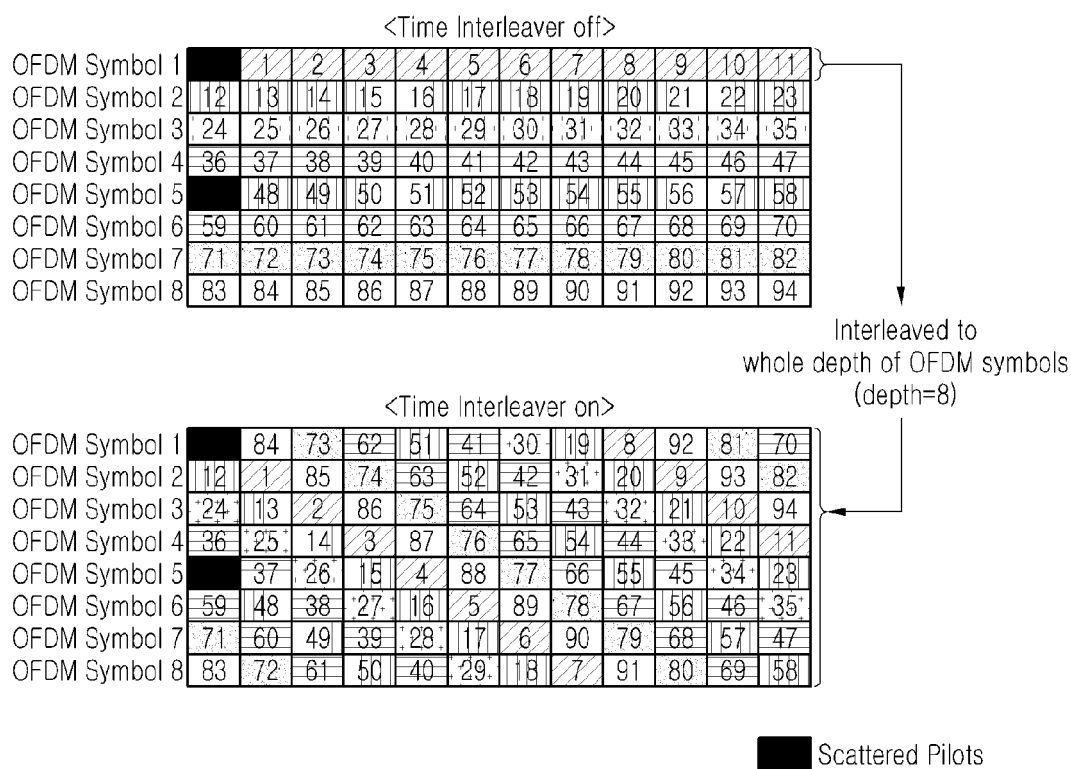 <Time Interleaver off>
OFDM Symbol 1 1 2 3 4 5 6 7 8 9 10 11
OFDM Symbol 2 12 13 14 15 16 17 18 19 20 21 22 23
OFDM Symbol 3 24 25 26 27 28 29 30 31 32 33 34 35
OFDM Symbol 4 36 37 38 39 40 41 42 43 44 45 46 47
OFDM Symbol 5 48 49 50 51 52 53 54 55 56 57 58
OFDM Symbol 6 59 60 61 62 63 64 65 66 67 68 69 70
OFDM Symbol 7 71 72 73 74 75 76 77 78 79 80 81 82
OFDM Symbol 8 83 84 85 86 87 88 89 90 91 92 93 94
Interleaved to
whole depth of OFDM symbols
(depth=8)
<Time Interleaver on>
OFDM Symbol 1 84 73 62 51 41 30 19 8 92 81 70
OFDM Symbol 2 12 1 85 74 63 52 42 31 20 9 93 82
OFDM Symbol 3 24 13 2 86 75 64 53 43 32 21 10 94
OFDM Symbol 4 36 25 14 3 87 76 65 54 44 33 22 11
OFDM Symbol 5 37 26 15 4 88 77 66 55 45 34 23
OFDM Symbol 6 59 48 38 27 16 5 89 78 67 56 46 35
OFDM Symbol 7 71 60 49 39 28 17 6 90 79 68 57 47
OFDM Symbol 8 83 72 61 50 40 29 18 7 91 80 69 58
Scattered Pilots